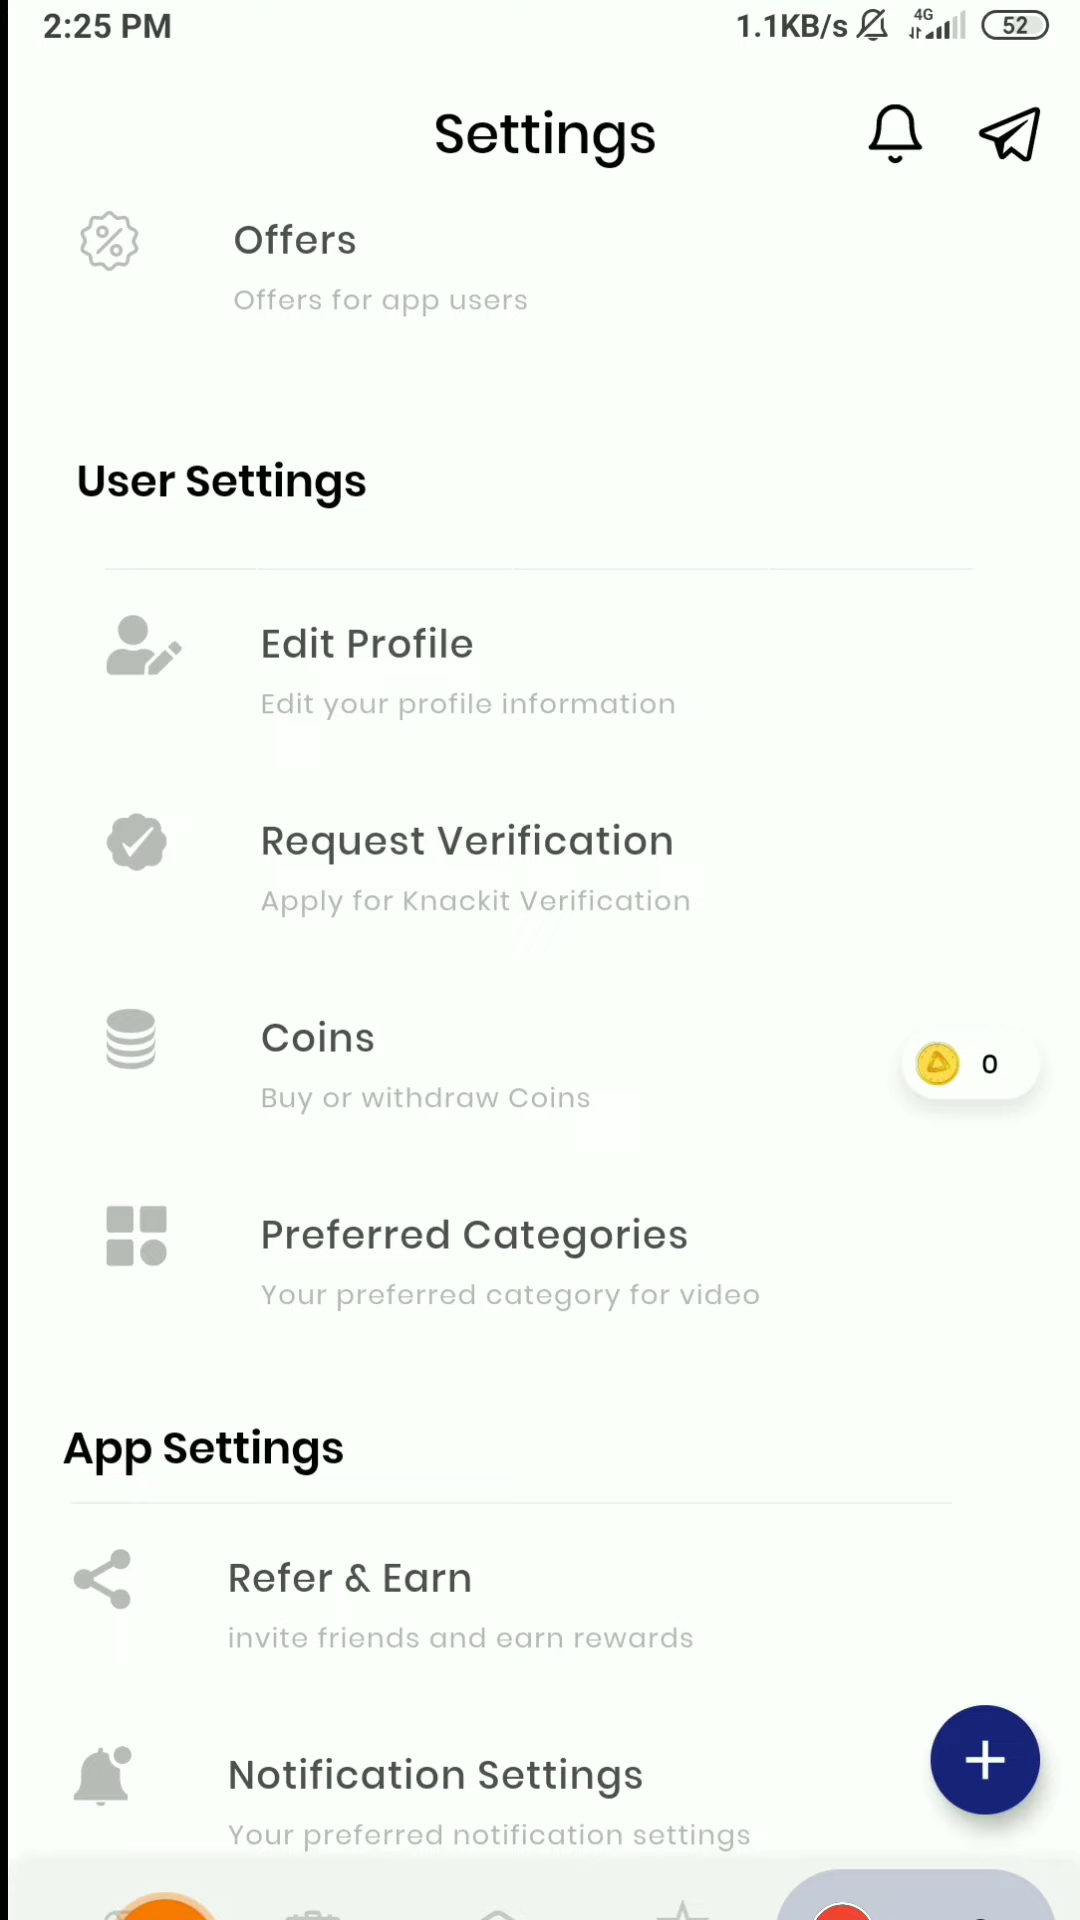 2:25 PM
1.1KB/s 4G 52
Settings
Offers
Offers for app users
User Settings
Edit Profile
Edit your profile information
Request Verification
Apply for Knackit Verification
Coins
0
Buy or withdraw Coins
Preferred Categories
Your preferred category for video
App Settings
Refer & Earn
invite friends and earn rewards
Notification Settings
Your preferred notification settings